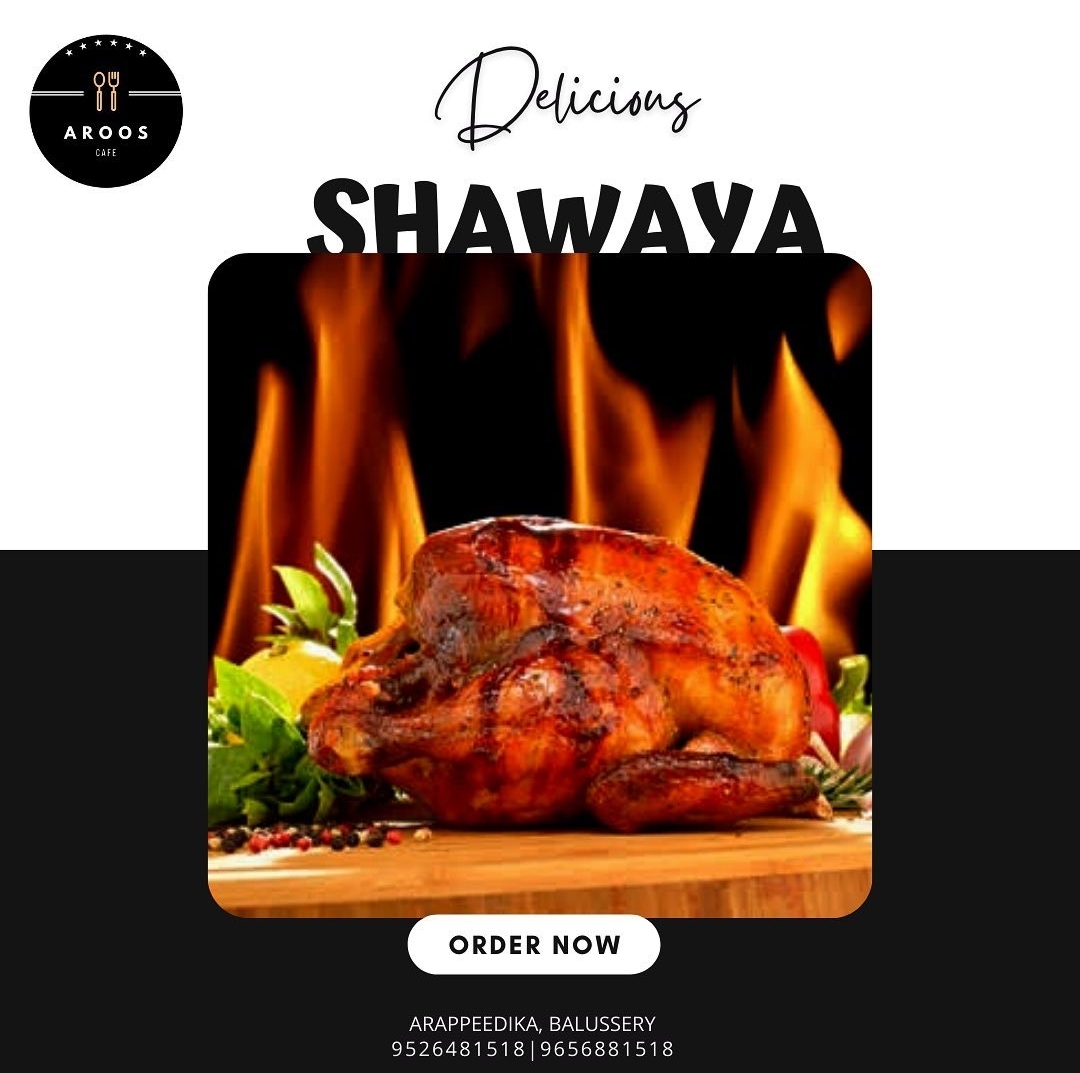 AROOS
CAFE
Delicious
SHAWAYA
ORDER NOW
ARAPPEEDIKA, BALUSSERY
9526481518|9656881518